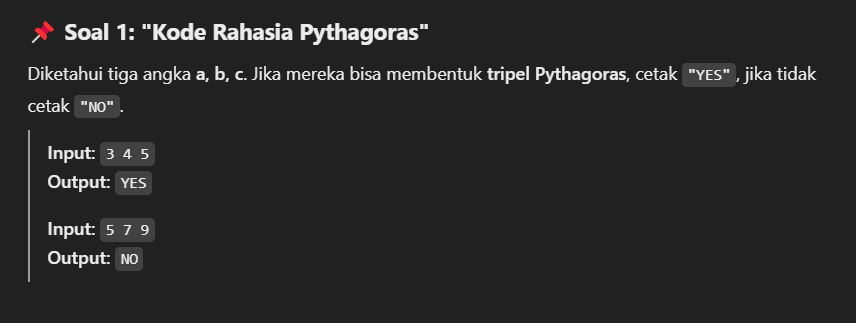 📌 Soal 1: "Kode Rahasia Pythagoras"
Diketahui tiga angka a, b, c. Jika mereka bisa membentuk tripel Pythagoras, cetak "YES", jika tidak
cetak "NO".
Input: 3 4 5
Output: YES
Input: 5 7 9
Output: NO